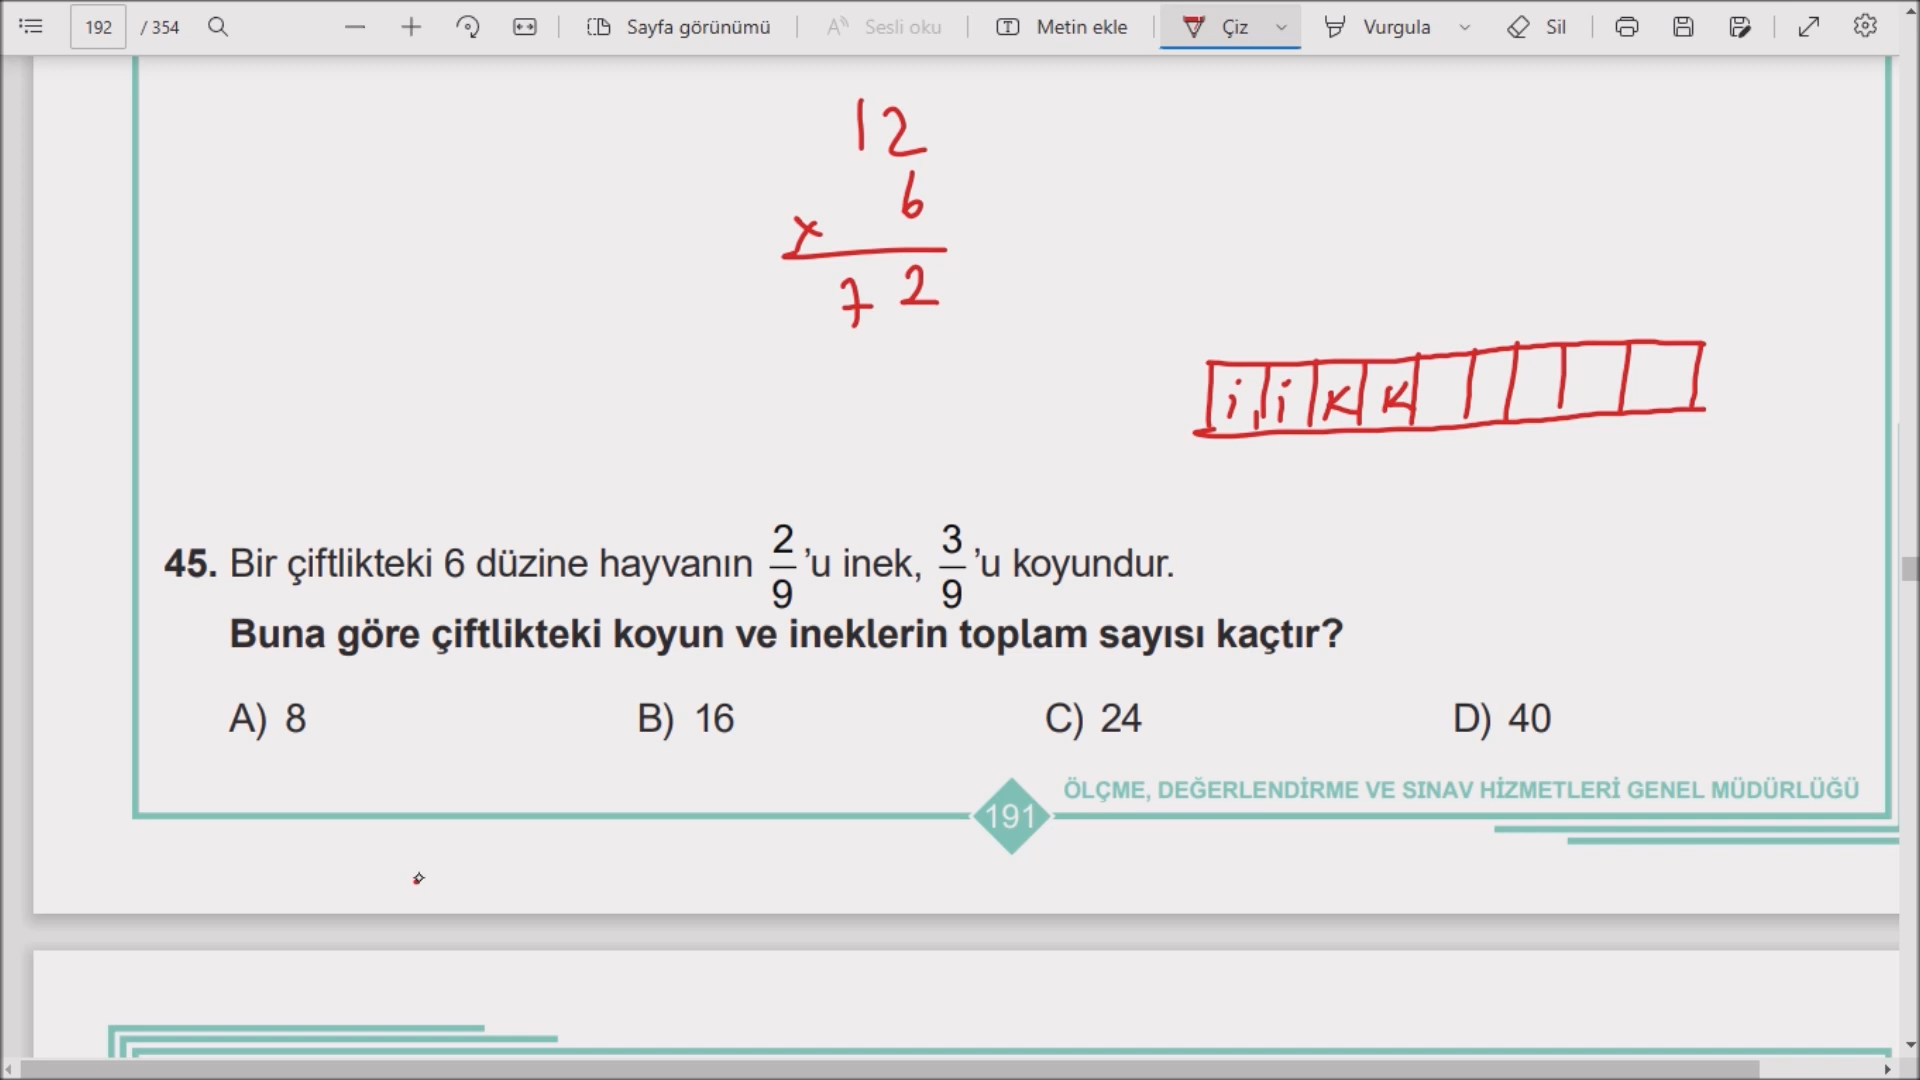 192 / 354 Sayfa görünümü Sesli oku Metin ekle Çiz Vurgula Sil
12
6
x
72
i i K K
45. Bir çiftlikteki 6 düzine hayvanın 2/9 'u inek, 3/9 'u koyundur.
Buna göre çiftlikteki koyun ve ineklerin toplam sayısı kaçtır?
A) 8 B) 16 C) 24 D) 40
ÖLÇME, DEĞERLENDİRME VE SINAV HİZMETLERİ GENEL MÜDÜRLÜĞÜ
191